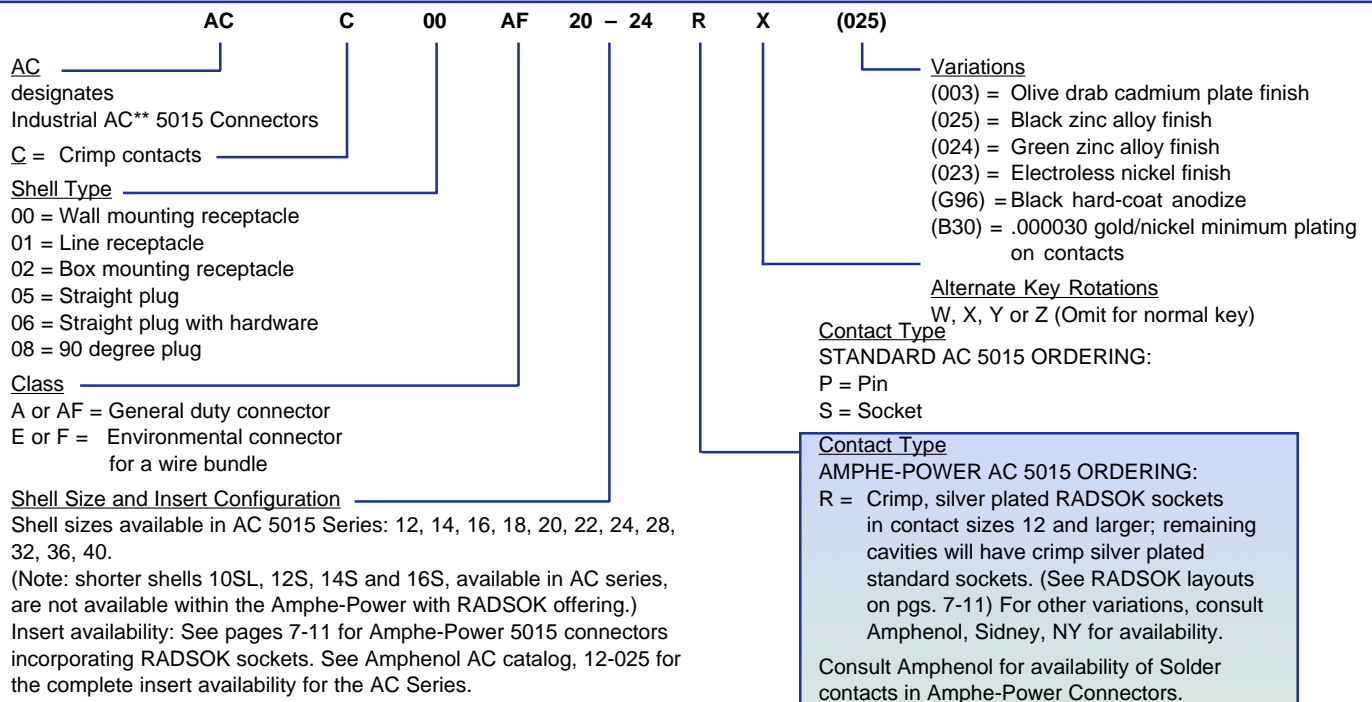 AC C 00 AF 20 – 24 R X (025)
AC
designates
Industrial AC** 5015 Connectors
C = Crimp contacts
Shell Type
00 = Wall mounting receptacle
01 = Line receptacle
02 = Box mounting receptacle
05 = Straight plug
06 = Straight plug with hardware
08 = 90 degree plug
Class
A or AF = General duty connector
E or F = Environmental connector
for a wire bundle
Shell Size and Insert Configuration
Shell sizes available in AC 5015 Series: 12, 14, 16, 18, 20, 22, 24, 28,
32, 36, 40.
(Note: shorter shells 10SL, 12S, 14S and 16S, available in AC series,
are not available within the Amphe-Power with RADSOK offering.)
Insert availability: See pages 7-11 for Amphe-Power 5015 connectors
incorporating RADSOK sockets. See Amphenol AC catalog, 12-025 for
the complete insert availability for the AC Series.
Variations
(003) = Olive drab cadmium plate finish
(025) = Black zinc alloy finish
(024) = Green zinc alloy finish
(023) = Electroless nickel finish
(G96) = Black hard-coat anodize
(B30) = .000030 gold/nickel minimum plating
on contacts
Alternate Key Rotations
W, X, Y or Z (Omit for normal key)
Contact Type
STANDARD AC 5015 ORDERING:
P = Pin
S = Socket
Contact Type
AMPHE-POWER AC 5015 ORDERING:
R = Crimp, silver plated RADSOK sockets
in contact sizes 12 and larger; remaining
cavities will have crimp silver plated
standard sockets. (See RADSOK layouts
on pgs. 7-11) For other variations, consult
Amphenol, Sidney, NY for availability.
Consult Amphenol for availability of Solder
contacts in Amphe-Power Connectors.